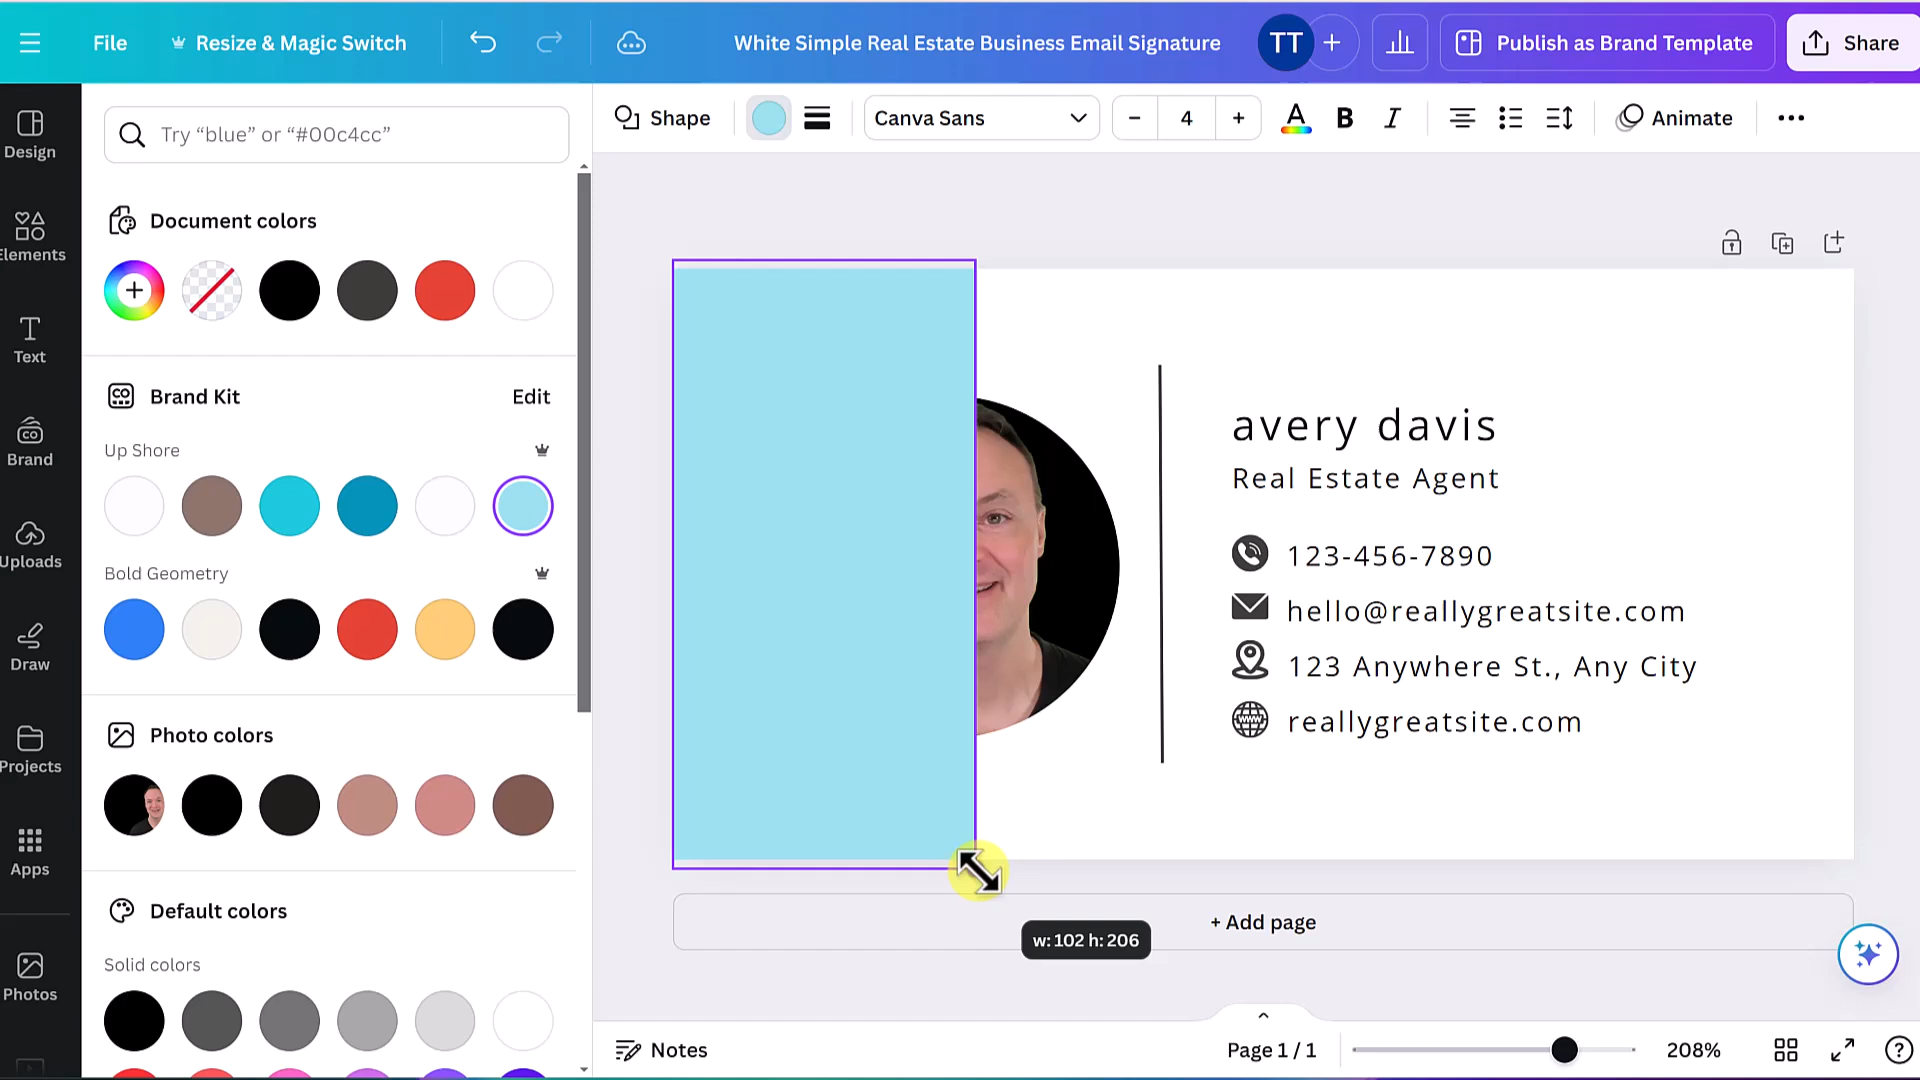 File
Resize & Magic Switch
White Simple Real Estate Business Email Signature
TT
Publish as Brand Template
Share
Design
Elements
Text
Brand
Uploads
Draw
Projects
Apps
Photos
Try “blue” or “#00c4cc”
Document colors
Brand Kit
Edit
Up Shore
Bold Geometry
Photo colors
Default colors
Solid colors
Shape
Canva Sans
4
A
B
I
Animate
avery davis
Real Estate Agent
123-456-7890
hello@reallygreatsite.com
123 Anywhere St., Any City
www
reallygreatsite.com
+ Add page
w: 102 h: 206
Notes
Page 1 / 1
208%